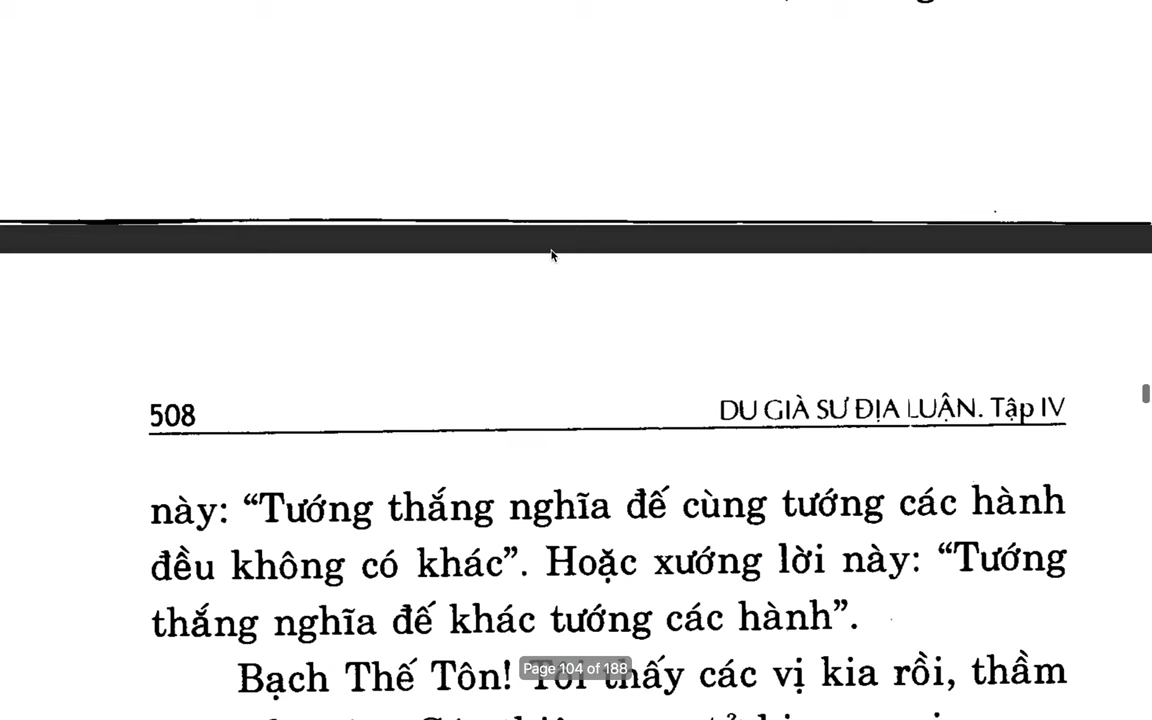 508
DU GIÀ SƯ ĐỊA LUẬN. Tập IV
này: “Tướng thắng nghĩa đế cùng tướng các hành
đều không có khác”. Hoặc xướng lời này: “Tướng
thắng nghĩa đế khác tướng các hành”.
Bạch Thế Tôn! Tôi thấy các vị kia rồi, thầm
Page 104 of 188